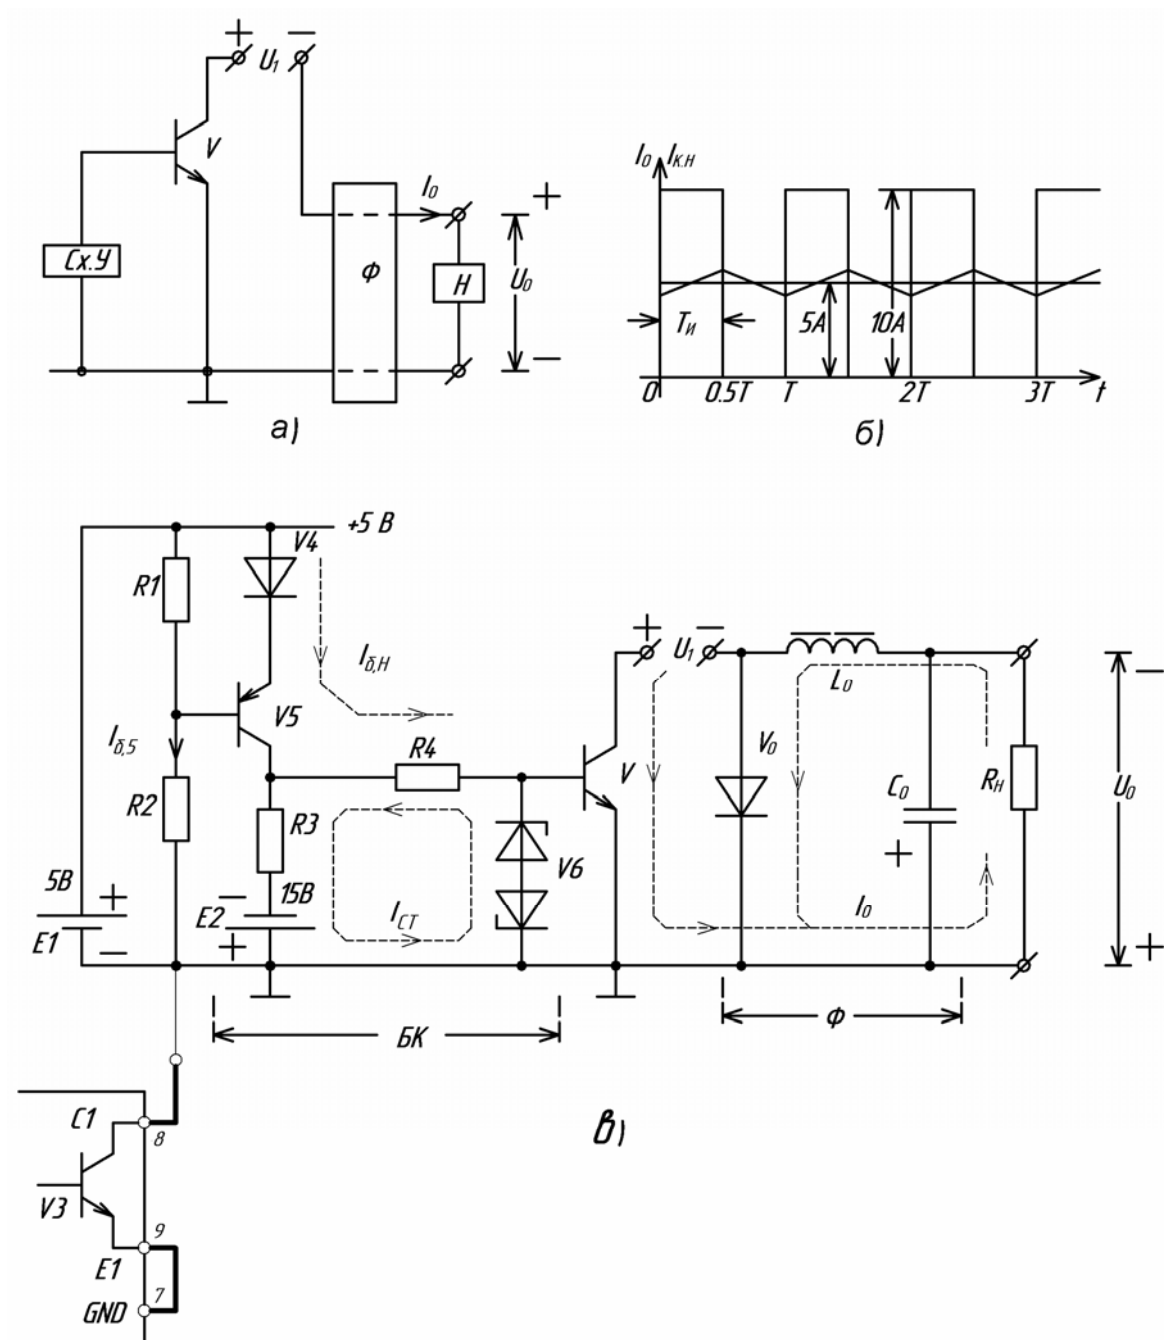 + U₁ −
V
I₀ +
Сх.У
Ф
Н
U₀
−
а)
I₀ Iк.н
Tи
5А
10А
0 0.5T T 2T 3T t
б)
+5 В
V4
R1
Iб,н
+ U₁ −
V5
L₀
−
Iб,5
R4
V₀
V
C₀
Rн
U₀
R2
R3
V6
+
5В
+
−
15В
E1
−
E2
+
Iст
I₀
+
БК
Ф
C1
8
в)
V3
9
E1
7
GND